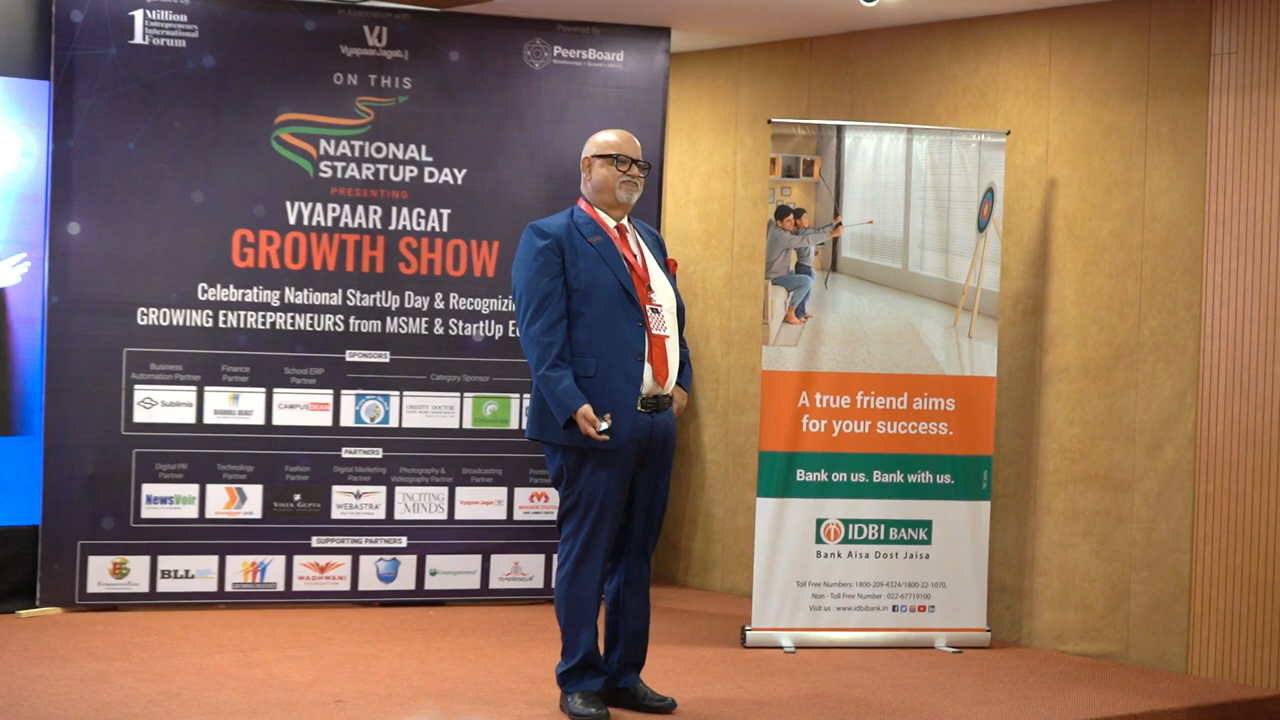 1 Million
Entrepreneurs
International
Forum
In Association with
VJ
VyapaarJagat
Powered by
PeersBoard
ON THIS
NATIONAL
STARTUP DAY
PRESENTING
VYAPAAR JAGAT
GROWTH SHOW
Celebrating National StartUp Day &
GROWING ENTREPRENEURS from MSME & StartUp
SPONSORS
Business
Automation Partner
Finance
Partner
School ERP
Partner
Category Sponsor
Sublimis
CAMPUSDEAN
OBESITY DOCTOR
PARTNERS
Digital PR
Partner
Technology
Partner
Fashion
Partner
Digital Marketing
Partner
Photography &
Videography Partner
Broadcasting
Partner
Partner
NewsVoir
VIVEK GUPTA
WEBASTRA
INCITING
MINDS
Vyapaar Jagat
SUPPORTING PARTNERS
BLL
WADHWANI
FOUNDATION
A true friend aims
for your success.
Bank on us. Bank with us.
IDBI BANK
Bank Aisa Dost Jaisa
Toll Free Numbers: 1800-209-4324/1800-22-1070,
Non - Toll Free Number : 022-67719100
Visit us : www.idbibank.in